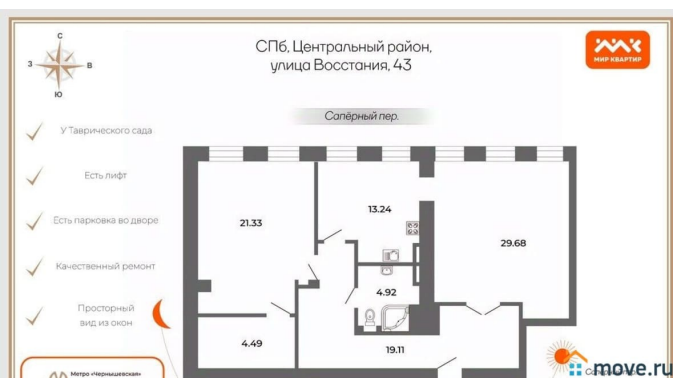 СПб, Центральный район,
улица Восстания, 43
МИР КВАРТИР
С
З
В
Ю
Сапёрный пер.
У Таврического сада
Есть лифт
Есть парковка во дворе
Качественный ремонт
Просторный
вид из окон
21.33
13.24
29.68
4.92
4.49
19.11
Метро «Чернышевская»
move.ru